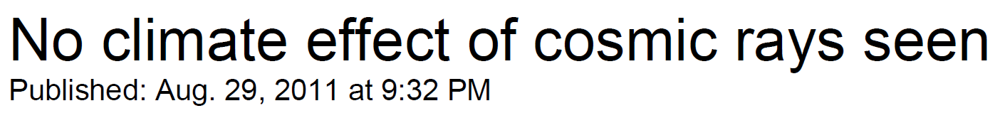 No climate effect of cosmic rays seen
Published: Aug. 29, 2011 at 9:32 PM